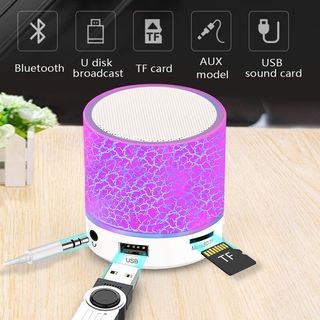 TF
Bluetooth
U disk
broadcast
TF card
AUX
model
USB
sound card
USB
TF